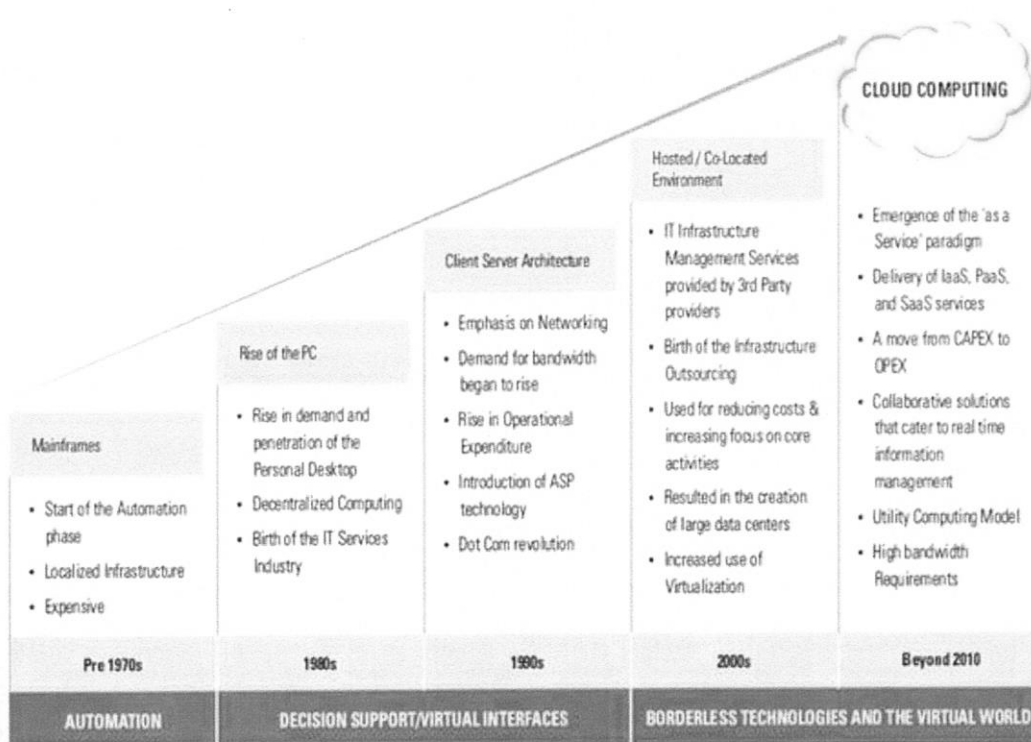 CLOUD COMPUTING
Hosted / Co-Located
Environment
• Emergence of the 'as a
Service' paradigm
• Delivery of IaaS, PaaS,
and SaaS services
• A move from CAPEX to
OPEX
• Collaborative solutions
that cater to real time
information
management
• Utility Computing Model
• High bandwidth
Requirements
• IT Infrastructure
Management Services
provided by 3rd Party
providers
• Birth of the Infrastructure
Outsourcing
• Used for reducing costs &
increasing focus on core
activities
• Resulted in the creation
of large data centers
• Increased use of
Virtualization
Client Server Architecture
• Emphasis on Networking
• Demand for bandwidth
began to rise
• Rise in Operational
Expenditure
• Introduction of ASP
technology
• Dot Com revolution
Rise of the PC
• Rise in demand and
penetration of the
Personal Desktop
• Decentralized Computing
• Birth of the IT Services
Industry
Mainframes
• Start of the Automation
phase
• Localized Infrastructure
• Expensive
Pre 1970s
1980s
1990s
2000s
Beyond 2010
AUTOMATION
DECISION SUPPORT/VIRTUAL INTERFACES
BORDERLESS TECHNOLOGIES AND THE VIRTUAL WORLD